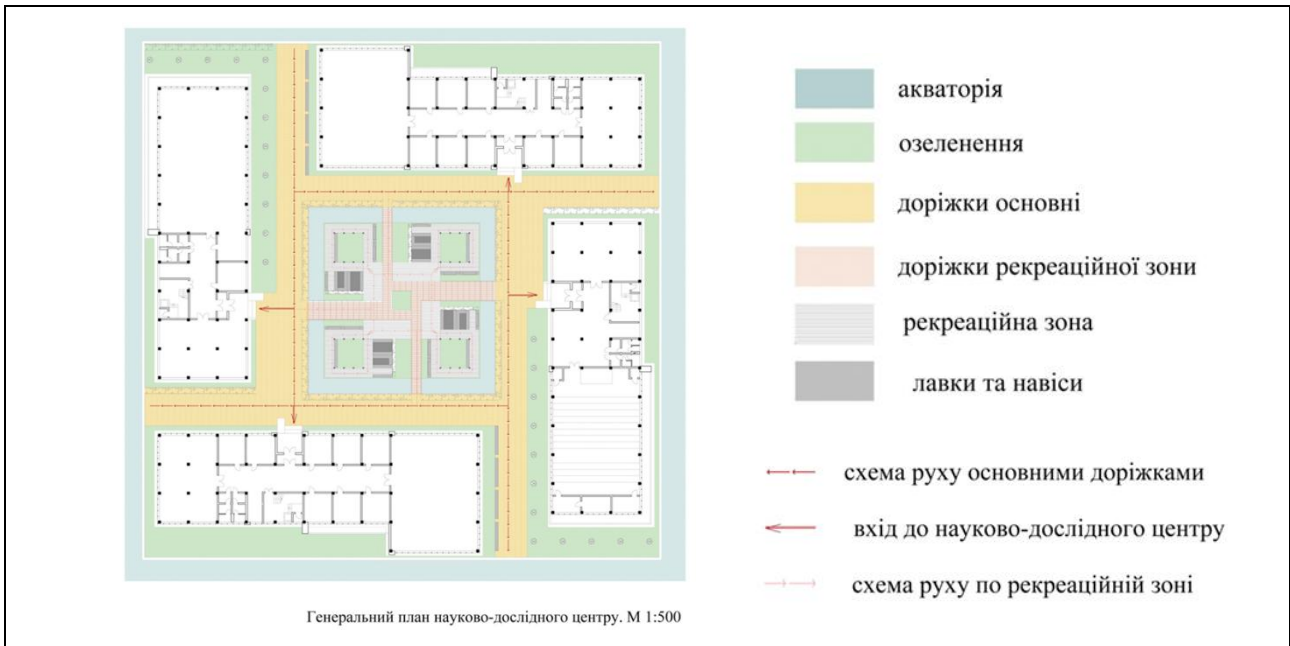 акваторія
озеленення
доріжки основні
доріжки рекреаційної зони
рекреаційна зона
лавки та навіси
схема руху основними доріжками
вхід до науково-дослідного центру
схема руху по рекреаційній зоні
Генеральний план науково-дослідного центру. М 1:500